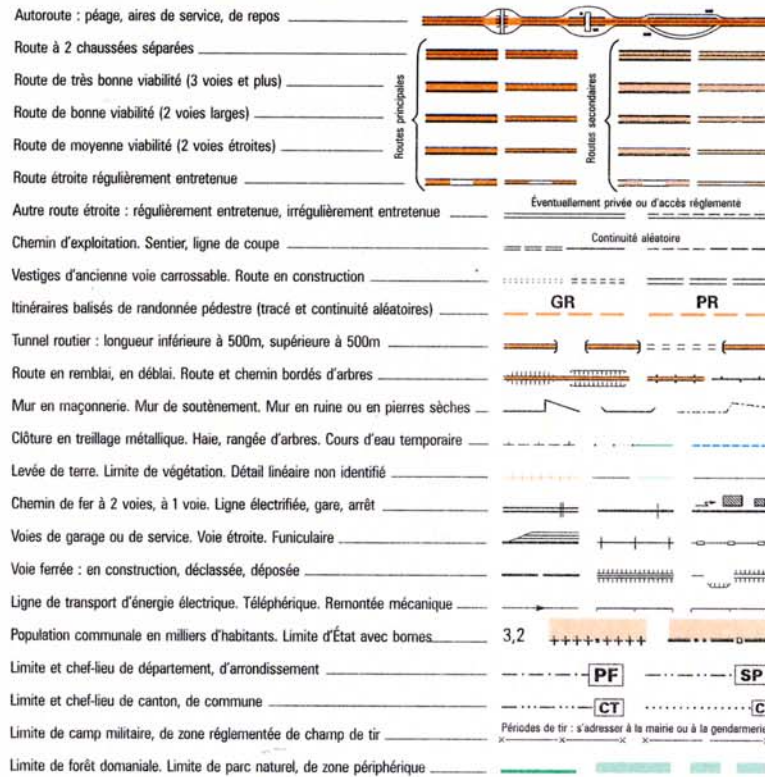 Autoroute : péage, aires de service, de repos
Route à 2 chaussées séparées
Route de très bonne viabilité (3 voies et plus)
Route de bonne viabilité (2 voies larges)
Route de moyenne viabilité (2 voies étroites)
Route étroite régulièrement entretenue
Routes principales
Routes secondaires
Autre route étroite : régulièrement entretenue, irrégulièrement entretenue
Éventuellement privée ou d'accès réglementé
Chemin d'exploitation. Sentier, ligne de coupe
Continuité aléatoire
Vestiges d'ancienne voie carrossable. Route en construction
Itinéraires balisés de randonnée pédestre (tracé et continuité aléatoires)
GR PR
Tunnel routier : longueur inférieure à 500m, supérieure à 500m
Route en remblai, en déblai. Route et chemin bordés d'arbres
Mur en maçonnerie. Mur de soutènement. Mur en ruine ou en pierres sèches
Clôture en treillage métallique. Haie, rangée d'arbres. Cours d'eau temporaire
Levée de terre. Limite de végétation. Détail linéaire non identifié
Chemin de fer à 2 voies, à 1 voie. Ligne électrifiée, gare, arrêt
Voies de garage ou de service. Voie étroite. Funiculaire
Voie ferrée : en construction, déclassée, déposée
Ligne de transport d'énergie électrique. Téléphérique. Remontée mécanique
Population communale en milliers d'habitants. Limite d'État avec bornes
3,2
Limite et chef-lieu de département, d'arrondissement
PF SP
Limite et chef-lieu de canton, de commune
CT C
Limite de camp militaire, de zone réglementée de champ de tir
Périodes de tir : s'adresser à la mairie ou à la gendarmerie
Limite de forêt domaniale. Limite de parc naturel, de zone périphérique